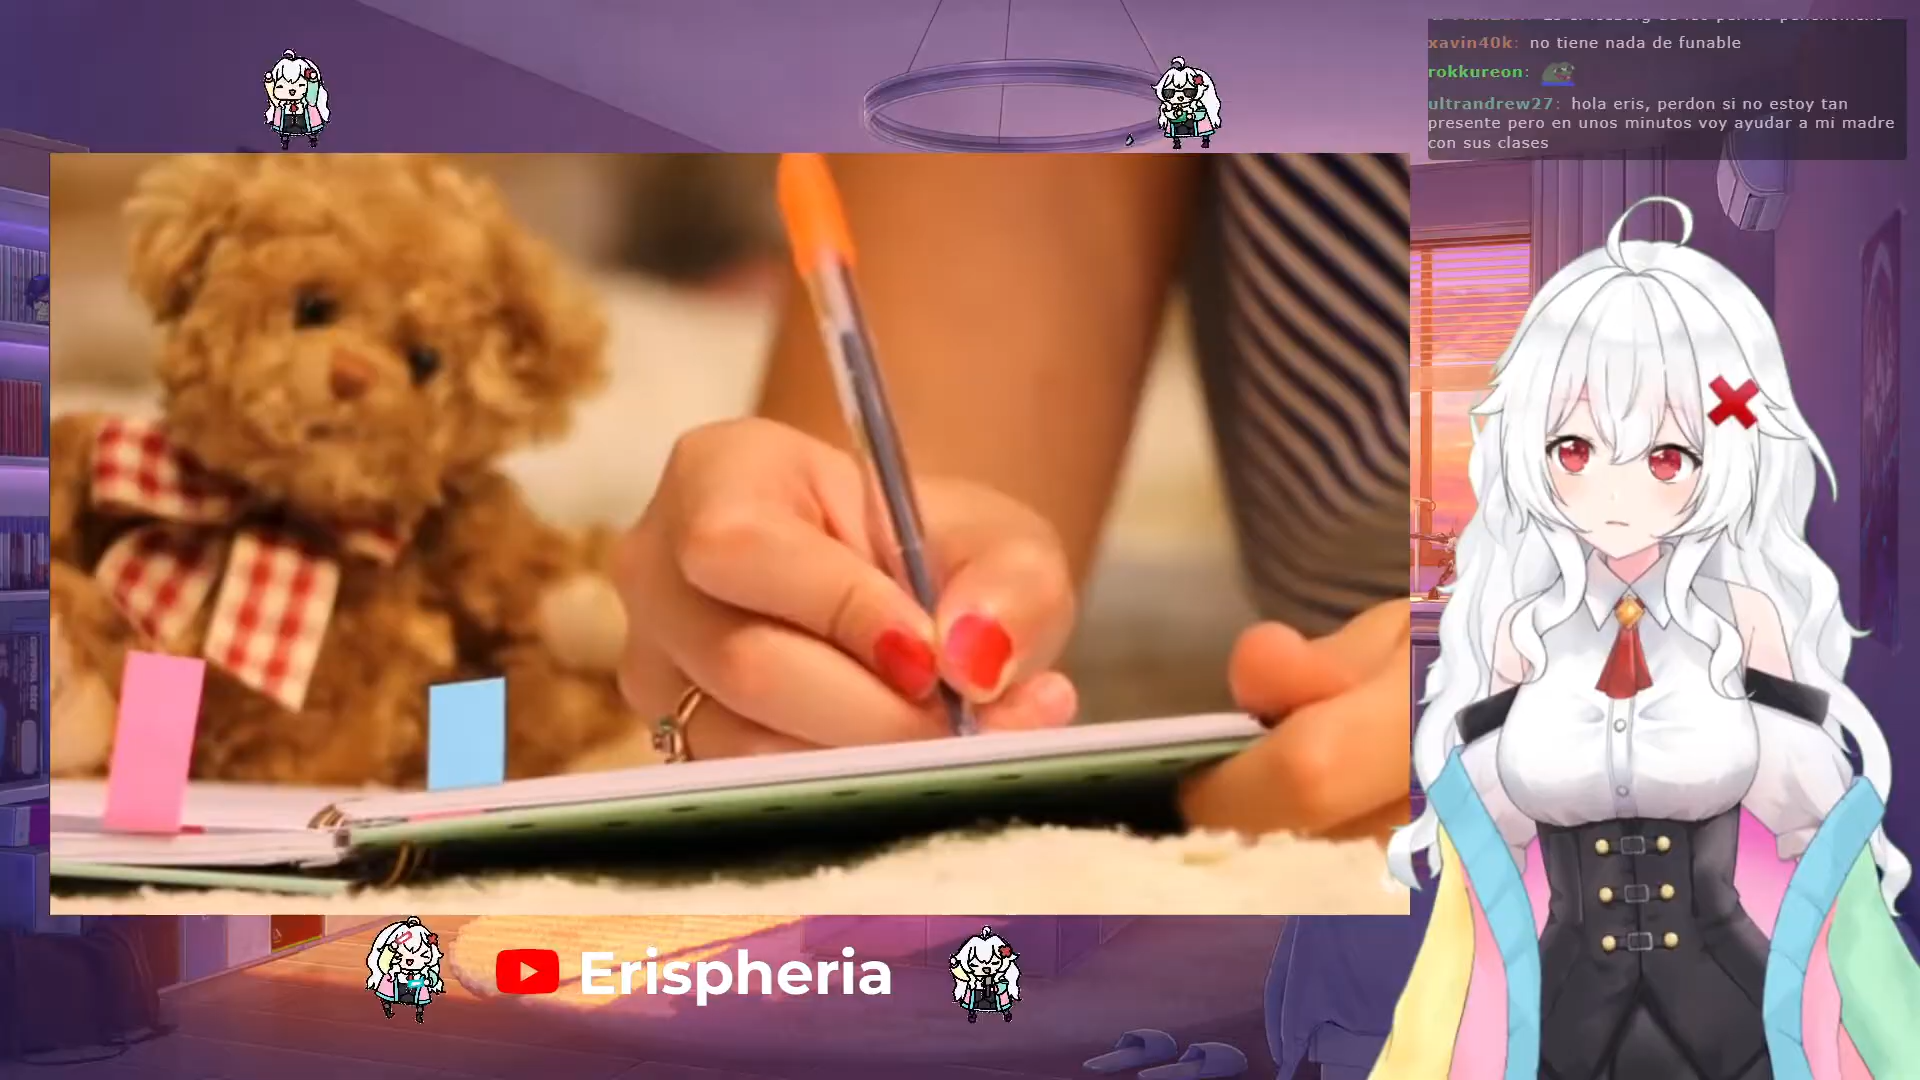 xavin40k: no tiene nada de funable
rokkureon:
ultrandrew27: hola eris, perdon si no estoy tan
presente pero en unos minutos voy ayudar a mi madre
con sus clases
Erispheria